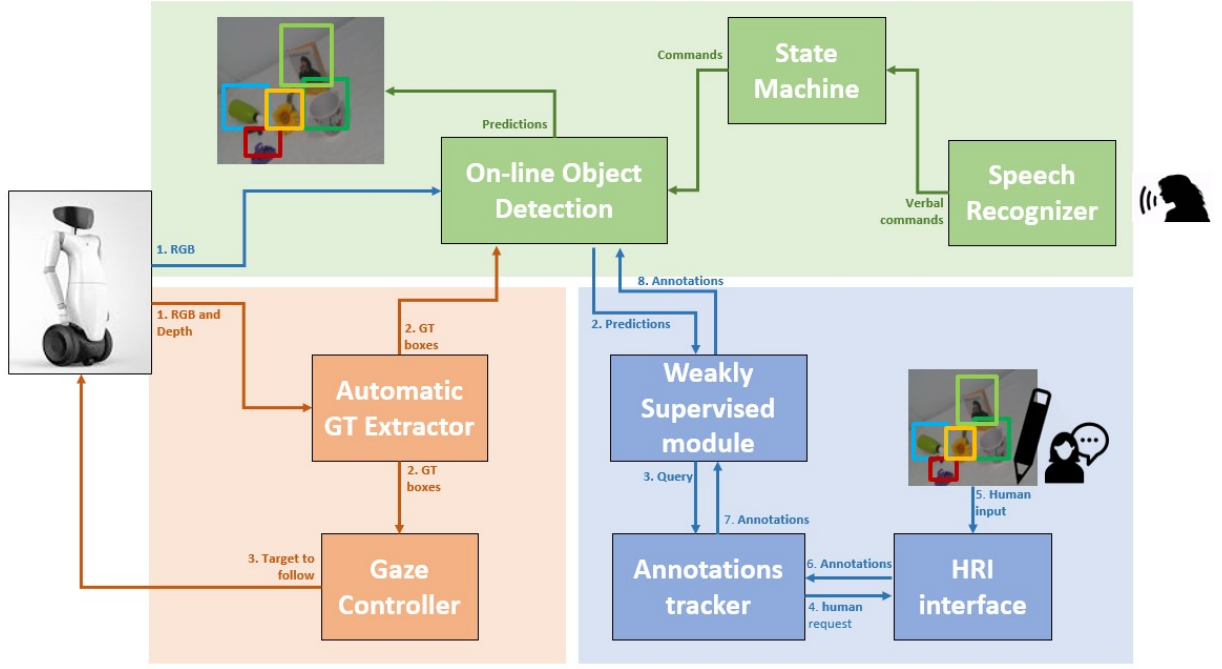 State
Machine
Commands
Predictions
On-line Object
Detection
Speech
Recognizer
Verbal
commands
1. RGB
8. Annotations
1. RGB and
Depth
2. GT
boxes
2. Predictions
Automatic
GT Extractor
Weakly
Supervised
module
2. GT
boxes
3. Query
5. Human
input
7. Annotations
3. Target to
follow
Gaze
Controller
Annotations
tracker
6. Annotations
4. human
request
HRI
interface